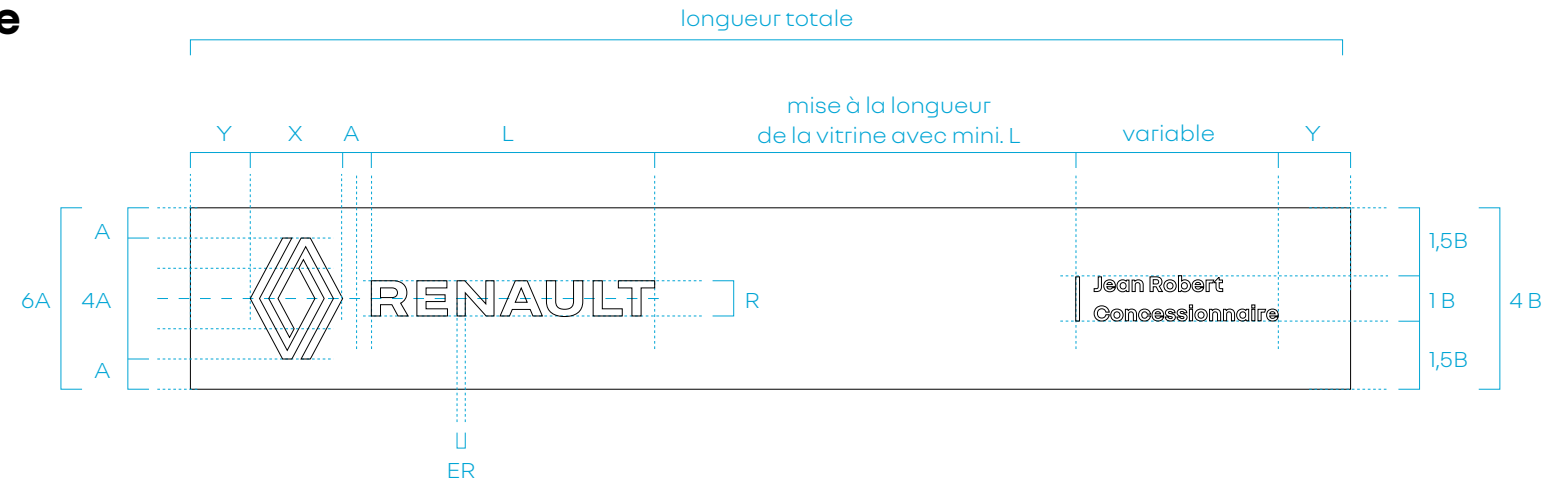 e
longueur totale
mise à la longueur
Y X A L de la vitrine avec mini. L variable Y
A 1,5B
6A 4A RENAULT R Jean Robert 1 B 4 B
Concessionnaire
A 1,5B
ER